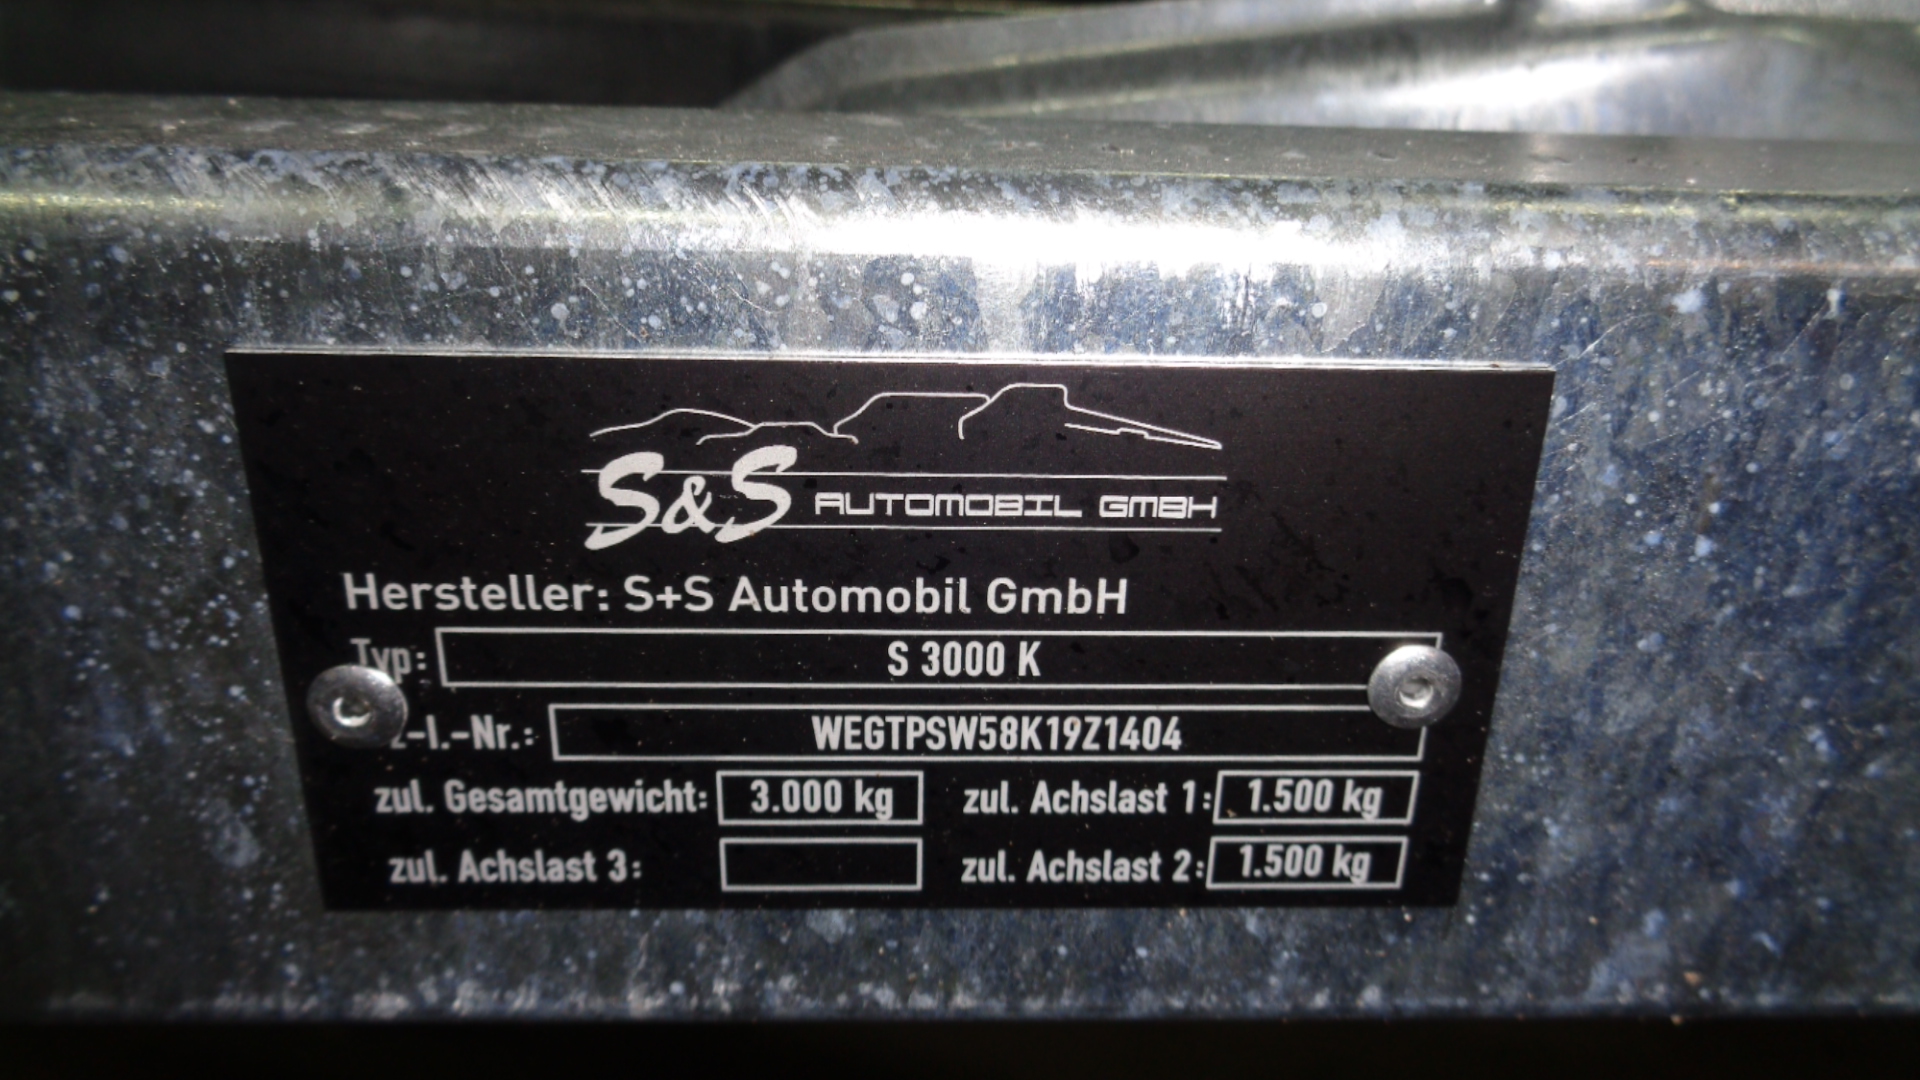 S&S AUTOMOBIL GMBH
Hersteller: S+S Automobil GmbH
Typ: S 3000 K
-I.-Nr.: WEGTPSW58K19Z1404
zul. Gesamtgewicht: 3.000 kg zul. Achslast 1: 1.500 kg
zul. Achslast 3: zul. Achslast 2: 1.500 kg